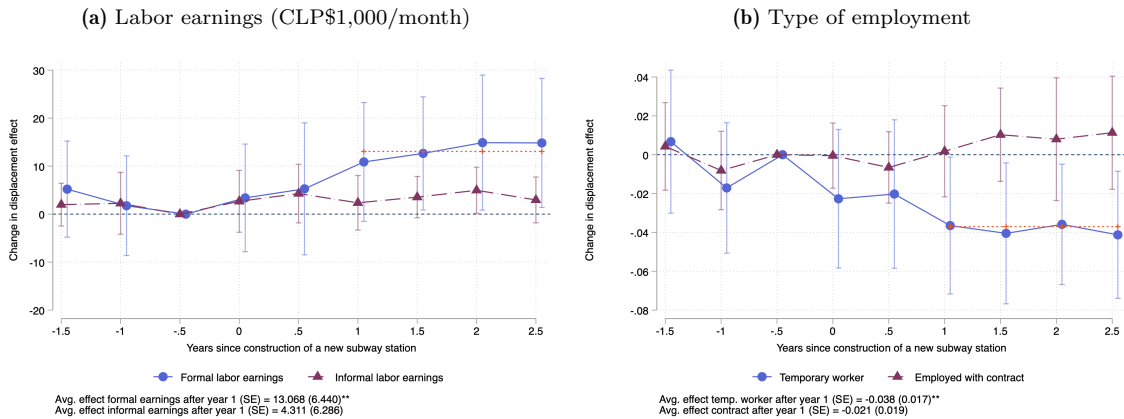 (a) Labor earnings (CLP$1,000/month)
Change in displacement effect
30
20
10
0
-10
-20
-1.5 -1 -.5 0 .5 1 1.5 2 2.5
Years since construction of a new subway station
Formal labor earnings Informal labor earnings
Avg. effect formal earnings after year 1 (SE) = 13.068 (6.440)**
Avg. effect informal earnings after year 1 (SE) = 4.311 (6.286)
(b) Type of employment
Change in displacement effect
.04
.02
0
-.02
-.04
-.06
-.08
-1.5 -1 -.5 0 .5 1 1.5 2 2.5
Years since construction of a new subway station
Temporary worker Employed with contract
Avg. effect temp. worker after year 1 (SE) = -0.038 (0.017)**
Avg. effect contract after year 1 (SE) = -0.021 (0.019)